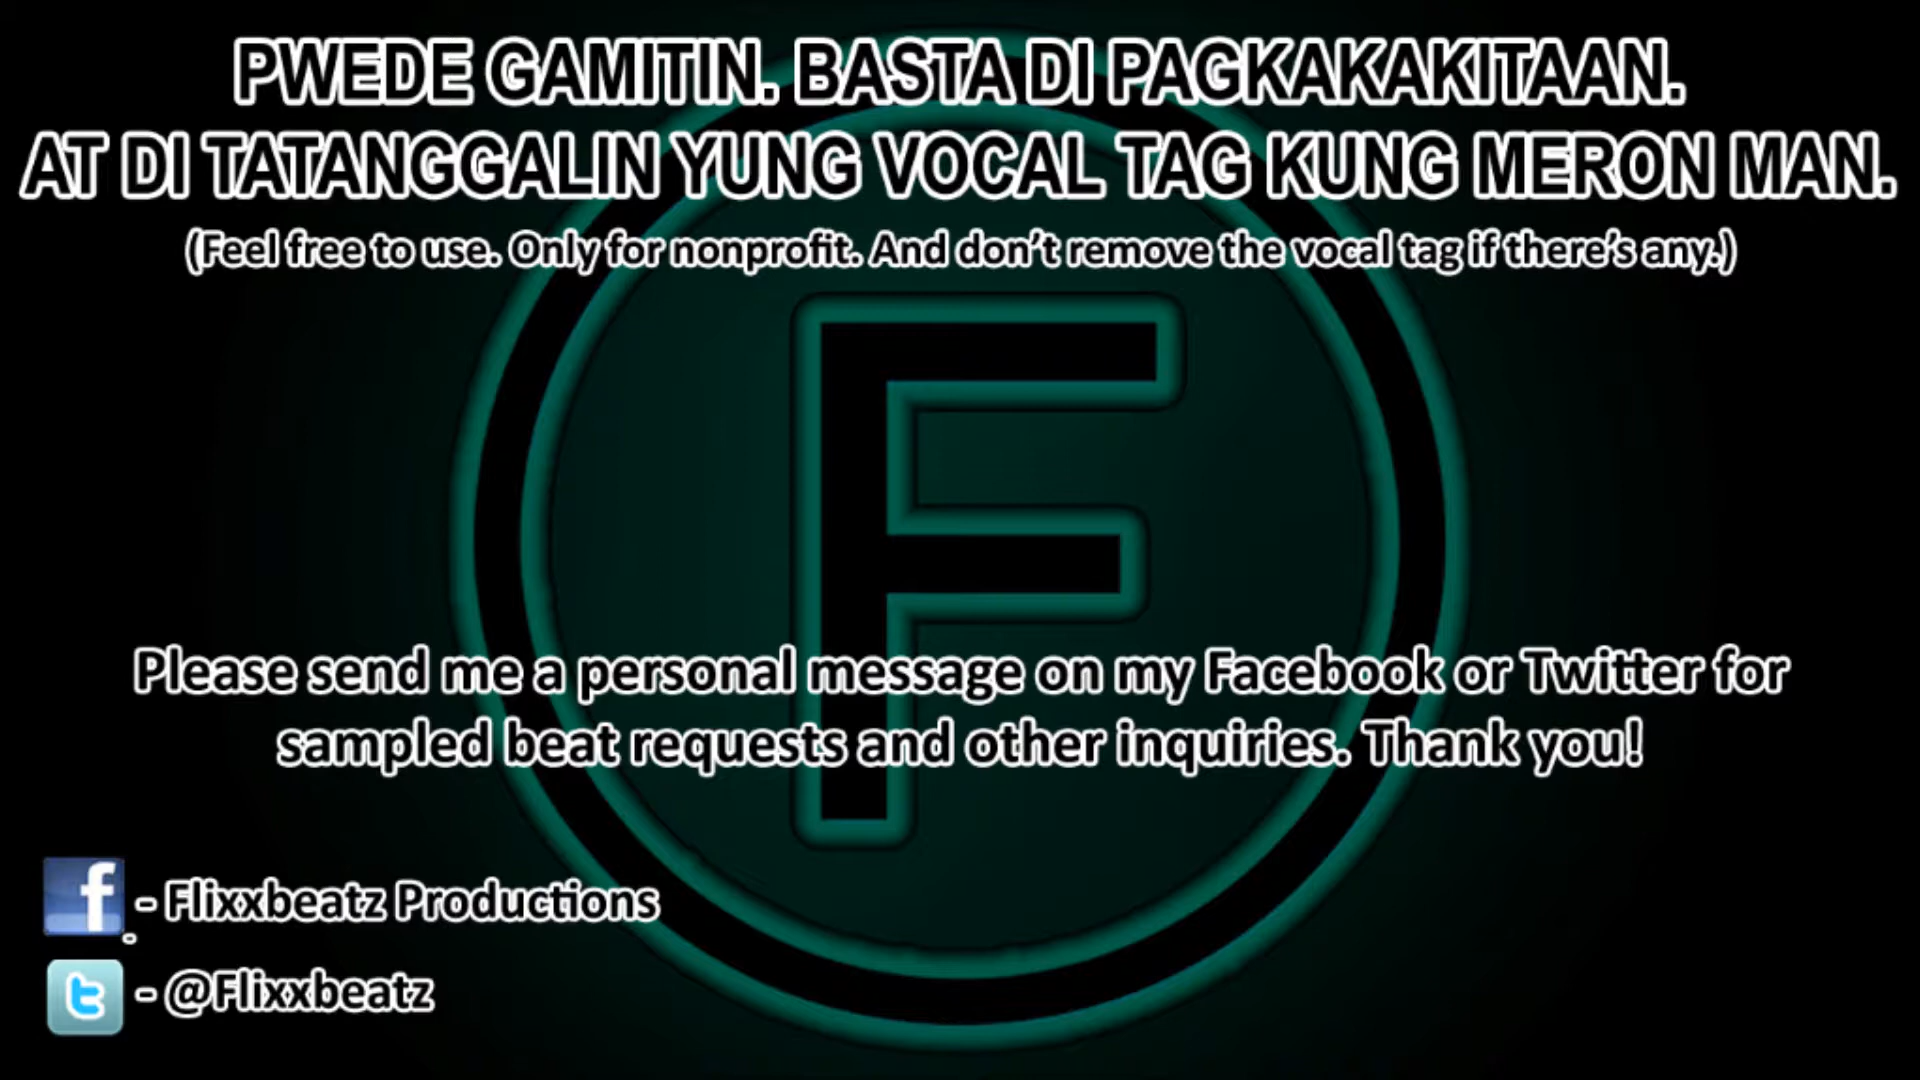 PWEDE GAMITIN. BASTA DI PAGKAKAKITAAN.
AT DI TATANGGALIN YUNG VOCAL TAG KUNG MERON MAN.
(Feel free to use. Only for nonprofit. And don’t remove the vocal tag if there’s any.)
F
Please send me a personal message on my Facebook or Twitter for
sampled beat requests and other inquiries. Thank you!
f - Flixxbeatz Productions
-
t - @Flixxbeatz